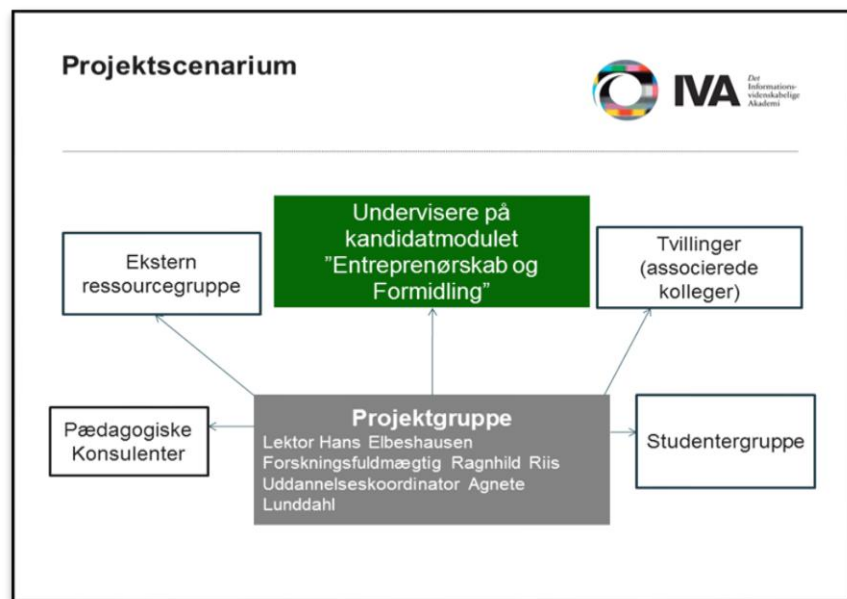 Projektscenarium
IVA
Det
Informations-
videnskabelige
Akademi
Undervisere på
kandidatmodulet
”Entreprenørskab og
Formidling”
Ekstern
ressourcegruppe
Tvillinger
(associerede
kolleger)
Projektgruppe
Lektor Hans Elbeshausen
Forskningsfuldmægtig Ragnhild Riis
Uddannelseskoordinator Agnete
Lunddahl
Pædagogiske
Konsulenter
Studentergruppe